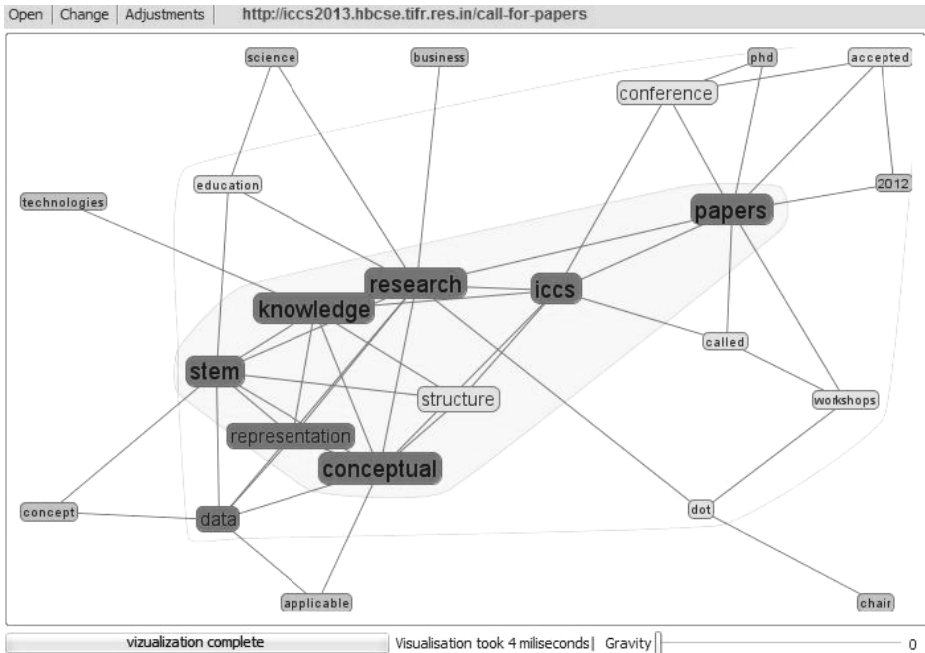 Open Change Adjustments http://iccs2013.hbcse.tifr.res.in/call-for-papers
science business phd accepted
conference
education 2012
technologies papers
research iccs
knowledge
called
stem
structure workshops
representation
conceptual
concept data dot
applicable chair
vizualization complete Visualisation took 4 miliseconds| Gravity 0